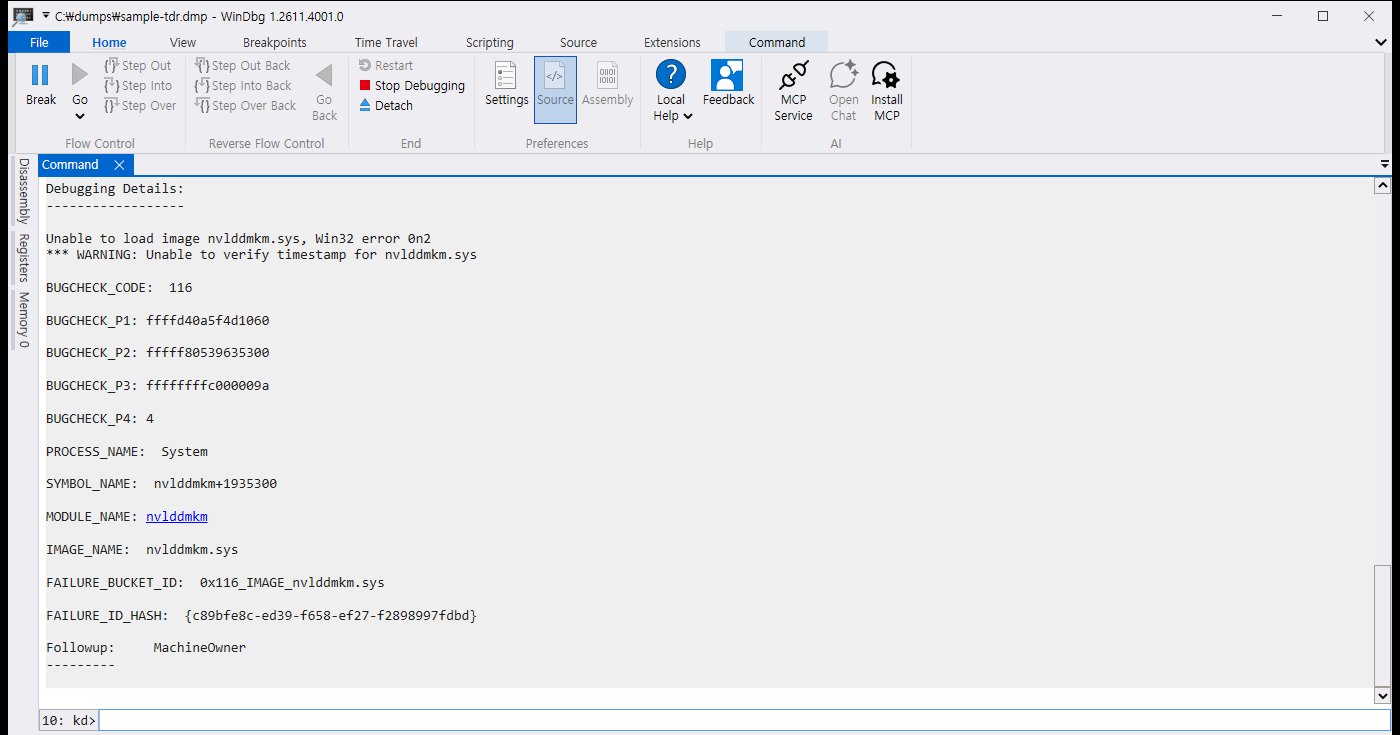 C:₩dumps₩sample-tdr.dmp - WinDbg 1.2611.4001.0
File Home View Breakpoints Time Travel Scripting Source Extensions Command
Break
Go
Step Out
Step Into
Step Over
Flow Control
Step Out Back
Step Into Back
Step Over Back
Go
Back
Reverse Flow Control
Restart
Stop Debugging
Detach
End
Settings
Source
Assembly
Preferences
Local
Help
Feedback
Help
MCP
Service
Open
Chat
Install
MCP
AI
Disassembly
Registers
Memory 0
Command
Debugging Details:
------------------
Unable to load image nvlddmkm.sys, Win32 error 0n2
*** WARNING: Unable to verify timestamp for nvlddmkm.sys
BUGCHECK_CODE:  116
BUGCHECK_P1: ffffd40a5f4d1060
BUGCHECK_P2: fffff80539635300
BUGCHECK_P3: ffffffffc000009a
BUGCHECK_P4: 4
PROCESS_NAME:  System
SYMBOL_NAME:  nvlddmkm+1935300
MODULE_NAME: nvlddmkm
IMAGE_NAME:  nvlddmkm.sys
FAILURE_BUCKET_ID:  0x116_IMAGE_nvlddmkm.sys
FAILURE_ID_HASH:  {c89bfe8c-ed39-f658-ef27-f2898997fdbd}
Followup:     MachineOwner
---------
10: kd>